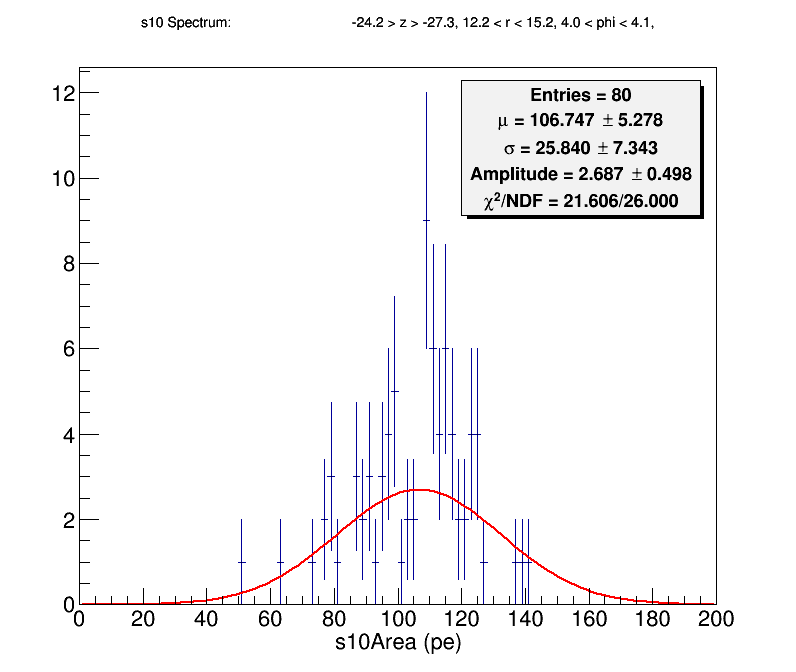 s10 Spectrum: -24.2 > z > -27.3, 12.2 < r < 15.2, 4.0 < phi < 4.1,
Entries = 80
μ = 106.747 ± 5.278
σ = 25.840 ± 7.343
Amplitude = 2.687 ± 0.498
χ²/NDF = 21.606/26.000
12
10
8
6
4
2
0
0 20 40 60 80 100 120 140 160 180 200
s10Area (pe)